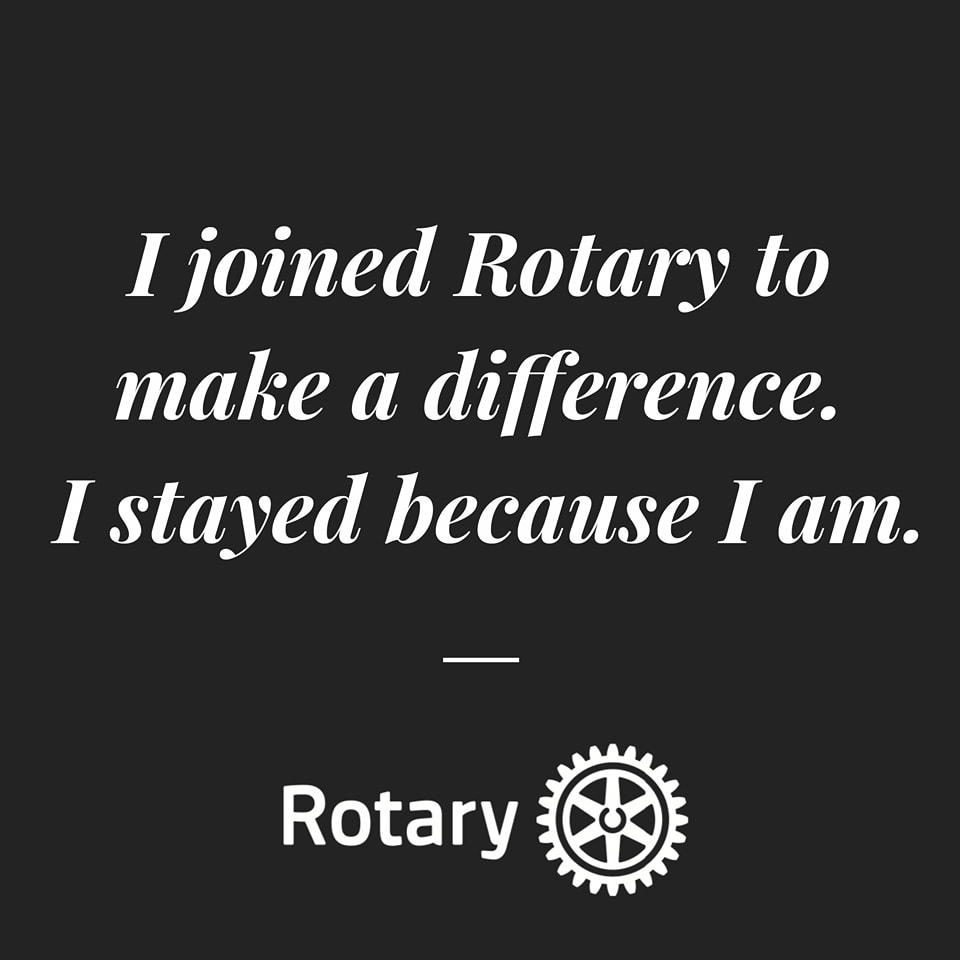 I joined Rotary to
make a difference.
I stayed because I am.
Rotary